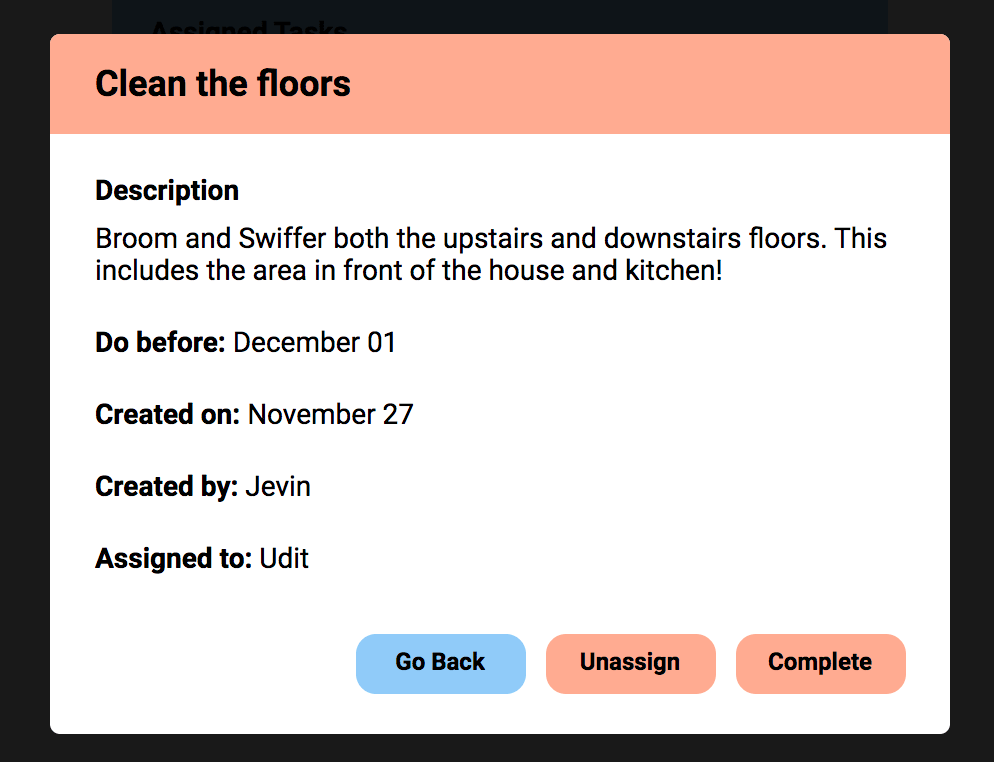 Assigned Tasks
Clean the floors
Description
Broom and Swiffer both the upstairs and downstairs floors. This
includes the area in front of the house and kitchen!
Do before: December 01
Created on: November 27
Created by: Jevin
Assigned to: Udit
Go Back Unassign Complete